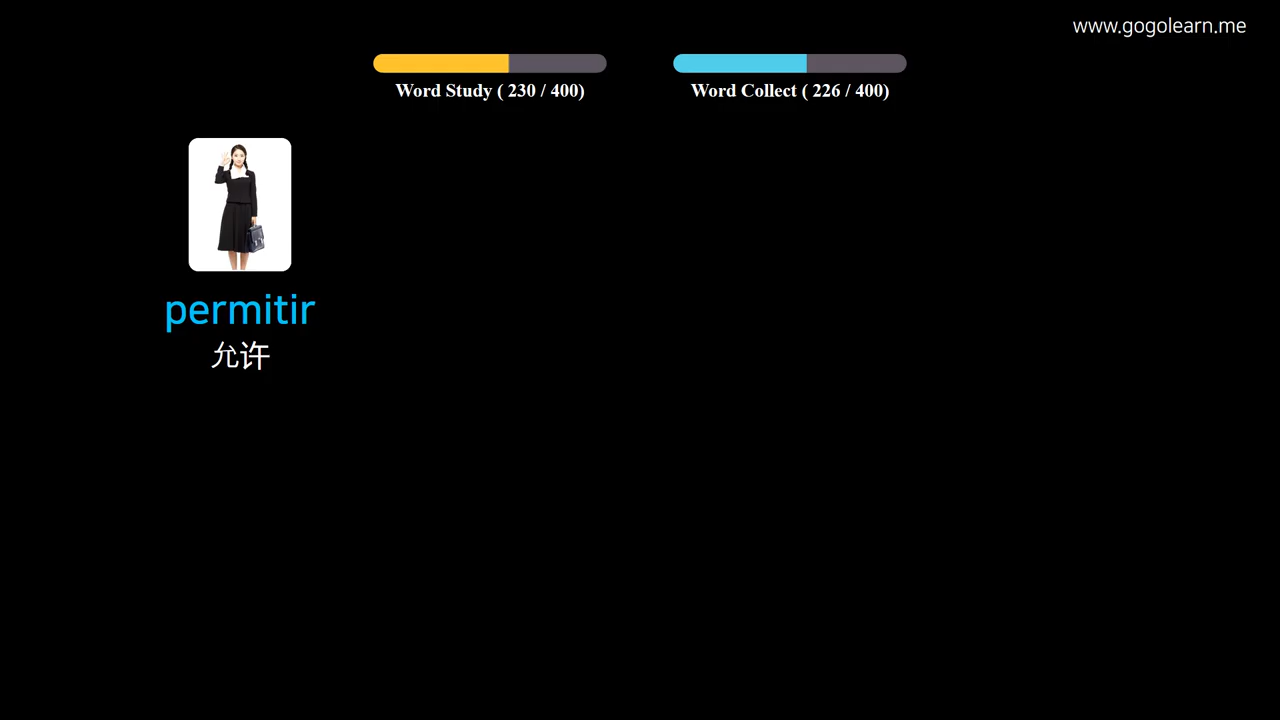 www.gogolearn.me
Word Study ( 230 / 400)
Word Collect ( 226 / 400)
permitir
允许